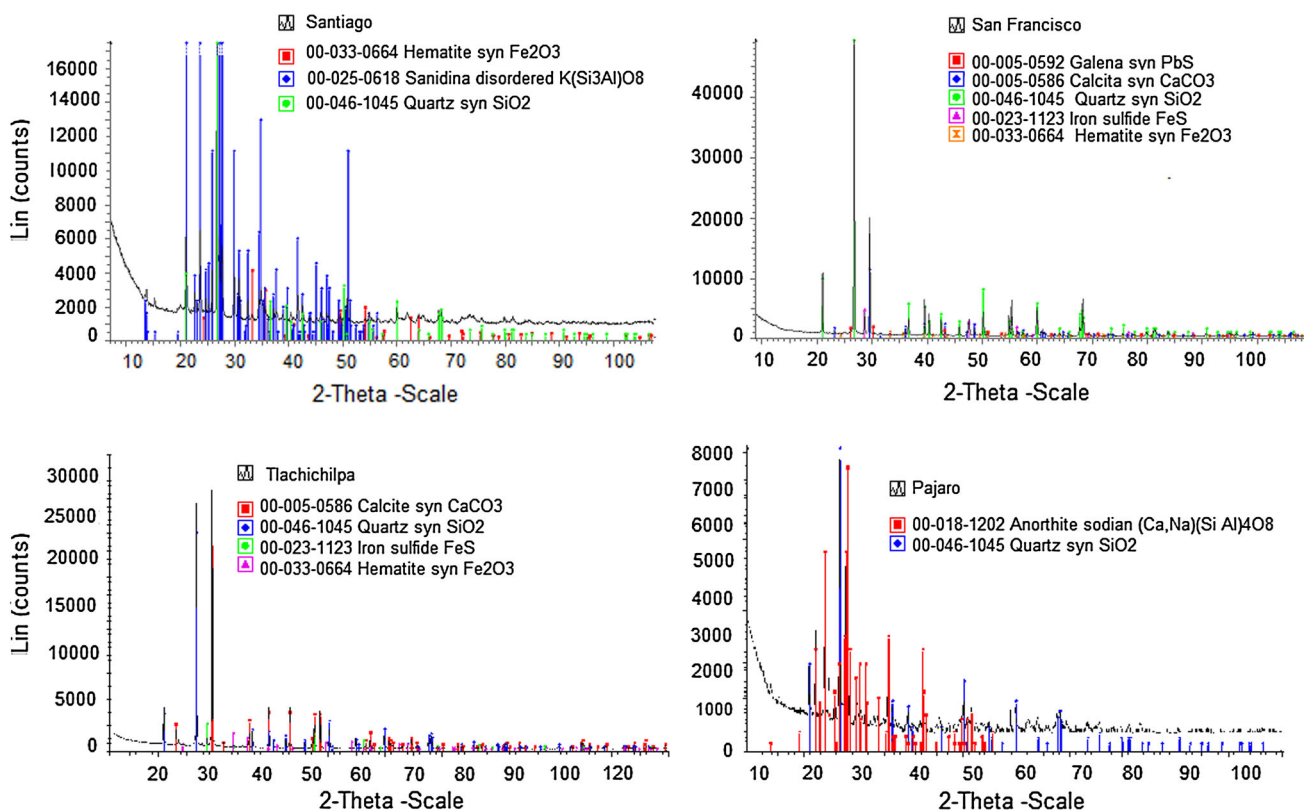 Santiago
00-033-0664 Hematite syn Fe2O3
00-025-0618 Sanidina disordered K(Si3Al)O8
00-046-1045 Quartz syn SiO2
Lin (counts)
16000
14000
12000
10000
8000
6000
4000
2000
0
10 20 30 40 50 60 70 80 90 100
2-Theta -Scale
San Francisco
00-005-0592 Galena syn PbS
00-005-0586 Calcita syn CaCO3
00-046-1045 Quartz syn SiO2
00-023-1123 Iron sulfide FeS
00-033-0664 Hematite syn Fe2O3
40000
30000
20000
10000
0
10 20 30 40 50 60 70 80 90 100
2-Theta -Scale
Tlachichilpa
00-005-0586 Calcite syn CaCO3
00-046-1045 Quartz syn SiO2
00-023-1123 Iron sulfide FeS
00-033-0664 Hematite syn Fe2O3
Lin (counts)
30000
25000
20000
15000
10000
5000
0
20 30 40 50 60 70 80 90 100 120
2-Theta -Scale
Pajaro
00-018-1202 Anorthite sodian (Ca,Na)(Si Al)4O8
00-046-1045 Quartz syn SiO2
8000
7000
6000
5000
4000
3000
2000
1000
0
10 20 30 40 50 60 70 80 90 100
2-Theta -Scale